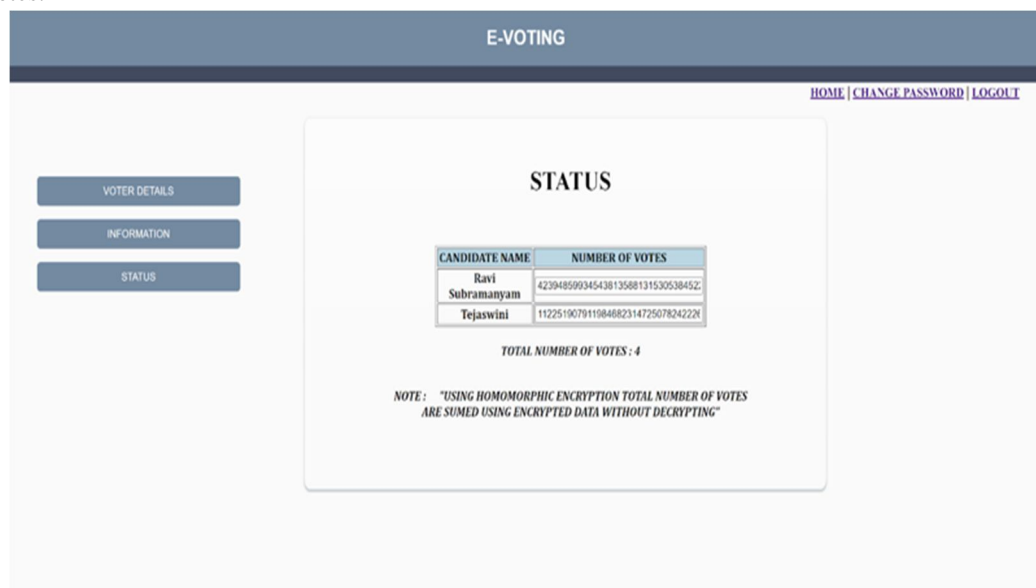 E-VOTING
HOME | CHANGE PASSWORD | LOGOUT
VOTER DETAILS
INFORMATION
STATUS
STATUS
CANDIDATE NAME NUMBER OF VOTES
Ravi
Subramanyam
Tejaswini
TOTAL NUMBER OF VOTES : 4
NOTE : "USING HOMOMORPHIC ENCRYPTION TOTAL NUMBER OF VOTES
ARE SUMED USING ENCRYPTED DATA WITHOUT DECRYPTING"